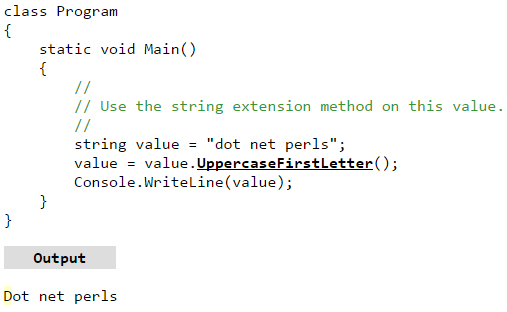 class Program
{
    static void Main()
    {
        //
        // Use the string extension method on this value.
        //
        string value = "dot net perls";
        value = value.UppercaseFirstLetter();
        Console.WriteLine(value);
    }
}
Output
Dot net perls